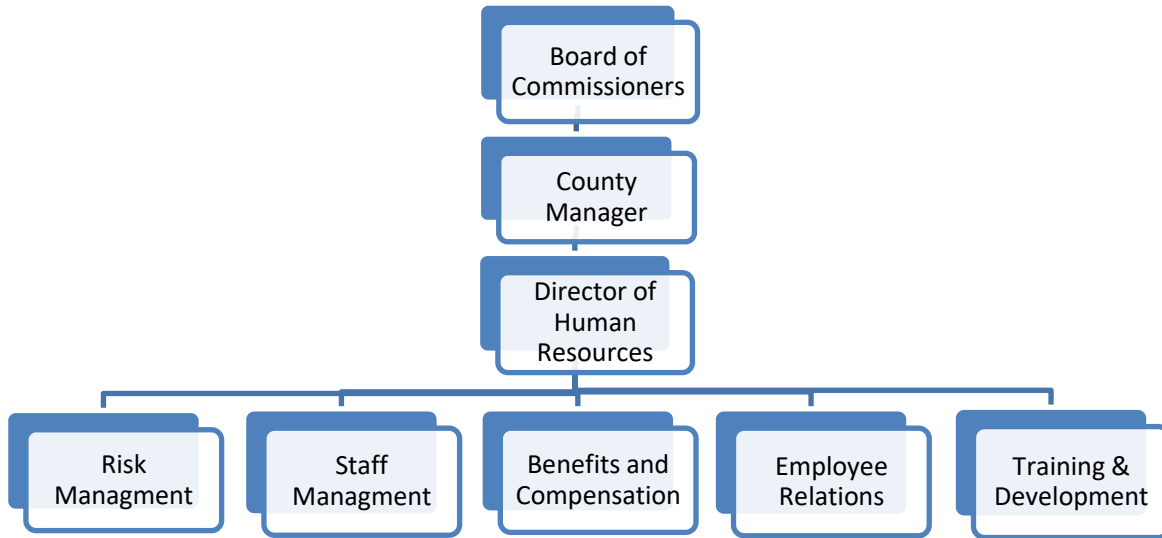 Board of
Commissioners
County
Manager
Director of
Human
Resources
Risk
Managment
Staff
Managment
Benefits and
Compensation
Employee
Relations
Training &
Development